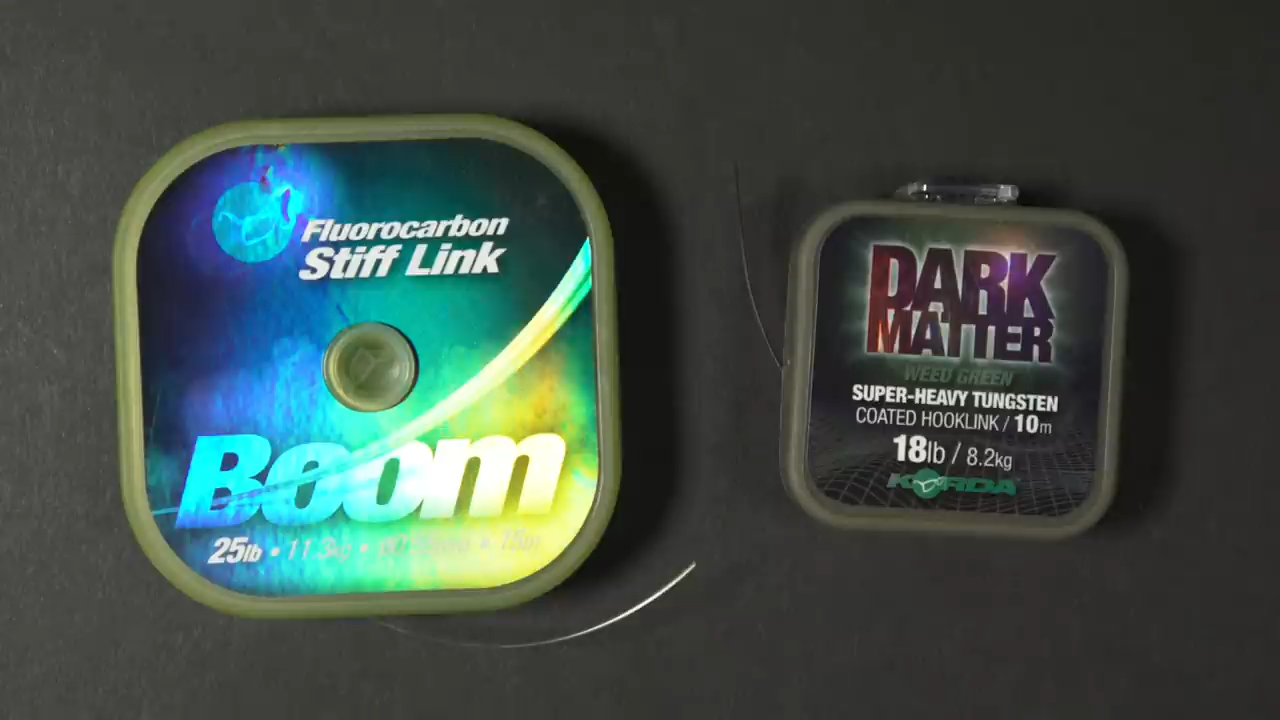 Fluorocarbon
Stiff Link
Boom
25lb • 11.3kg • • 15m
DARK
MATTER
WEED GREEN
SUPER-HEAVY TUNGSTEN
COATED HOOKLINK / 10m
18lb / 8.2kg
KORDA